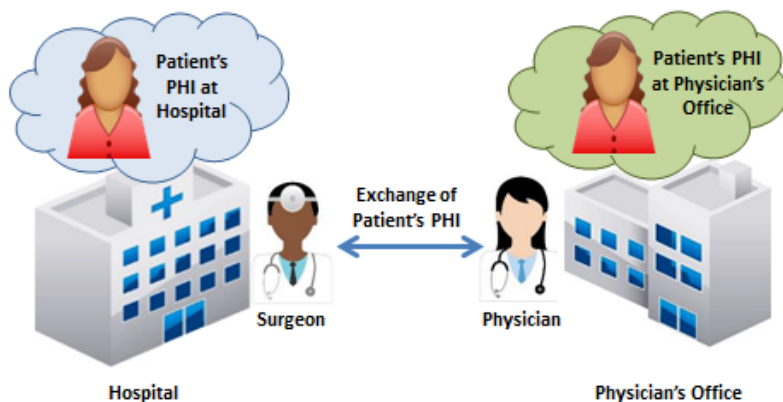 Patient's
PHI at
Hospital
Patient's PHI
at Physician's
Office
Exchange of
Patient's PHI
Surgeon
Physician
Hospital
Physician's Office